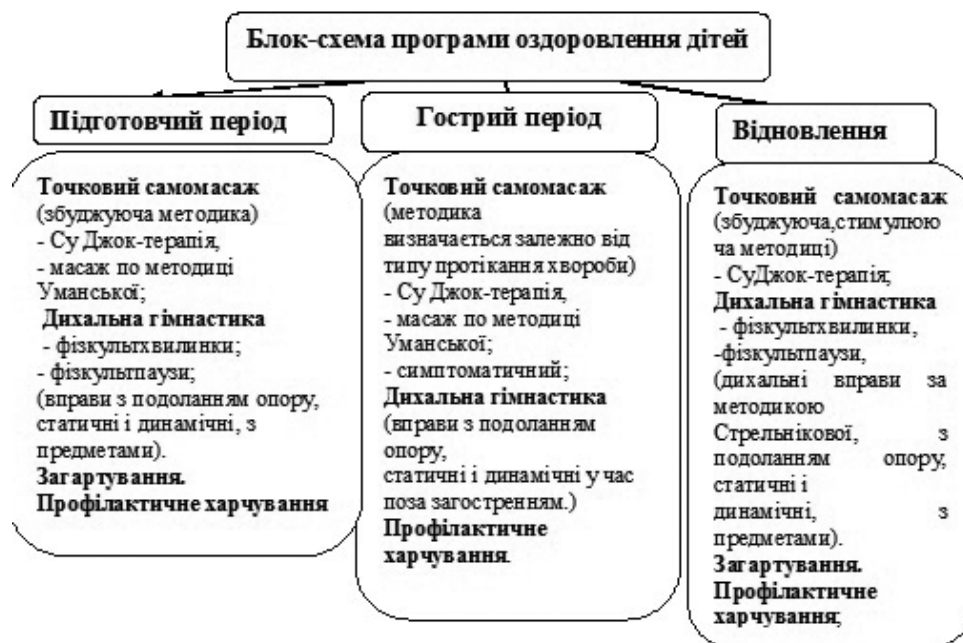 Блок-схема програми оздоровлення дітей
Підготовчий період
Точковий самомасаж
(збуджуюча методика)
- Су Джок-терапія,
- масаж по методиці
Уманської;
Дихальна гімнастика
- фізкультхвилинки;
- фізкультпаузи;
(вправи з подоланням опору,
статичні і динамічні, з
предметами).
Загартування.
Профілактичне харчування
Гострий період
Точковий самомасаж
(методика
визначається залежно від
типу протікання хвороби)
- Су Джок-терапія,
- масаж по методиці
Уманської;
- симптоматичний;
Дихальна гімнастика
(вправи з подоланням
опору,
статичні і динамічні у час
поза загостренням.)
Профілактичне
харчування.
Відновлення
Точковий самомасаж
(збуджуюча,стимулюю
ча методиці)
- СуДжок-терапія;
Дихальна гімнастика
- фізкультхвилинки,
-фізкультпаузи,
(дихальні вправи за
методикою
Стрельнікової, з
подоланням опору,
статичні і
динамічні, з
предметами).
Загартування.
Профілактичне
харчування;